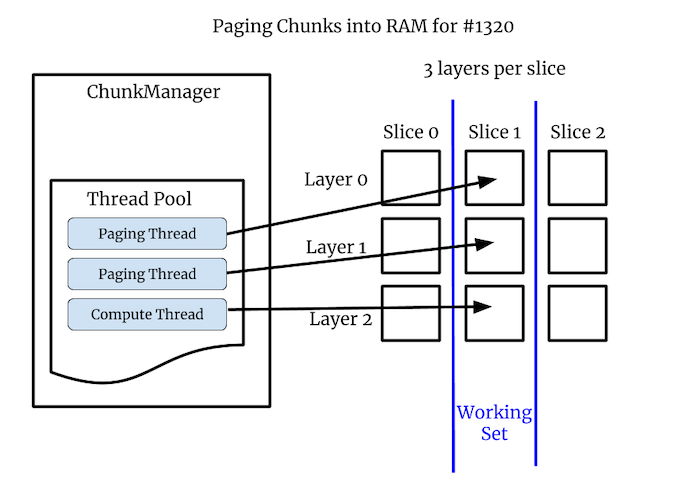 Paging Chunks into RAM for #1320
3 layers per slice
ChunkManager
Slice 0
Slice 1
Slice 2
Thread Pool
Layer 0
Paging Thread
Layer 1
Paging Thread
Compute Thread
Layer 2
Working
Set